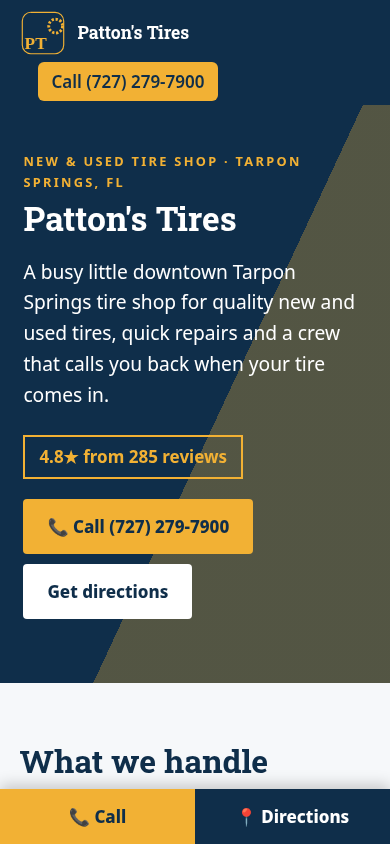 PT
Patton's Tires
Call (727) 279-7900
NEW & USED TIRE SHOP · TARPON
SPRINGS, FL
Patton's Tires
A busy little downtown Tarpon
Springs tire shop for quality new and
used tires, quick repairs and a crew
that calls you back when your tire
comes in.
4.8★ from 285 reviews
📞 Call (727) 279-7900
Get directions
What we handle
📞 Call
📍 Directions